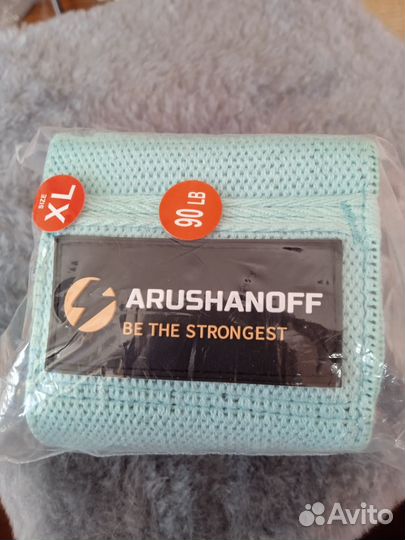 SIZE
XL
90 LB
ARUSHANOFF
BE THE STRONGEST
Avito